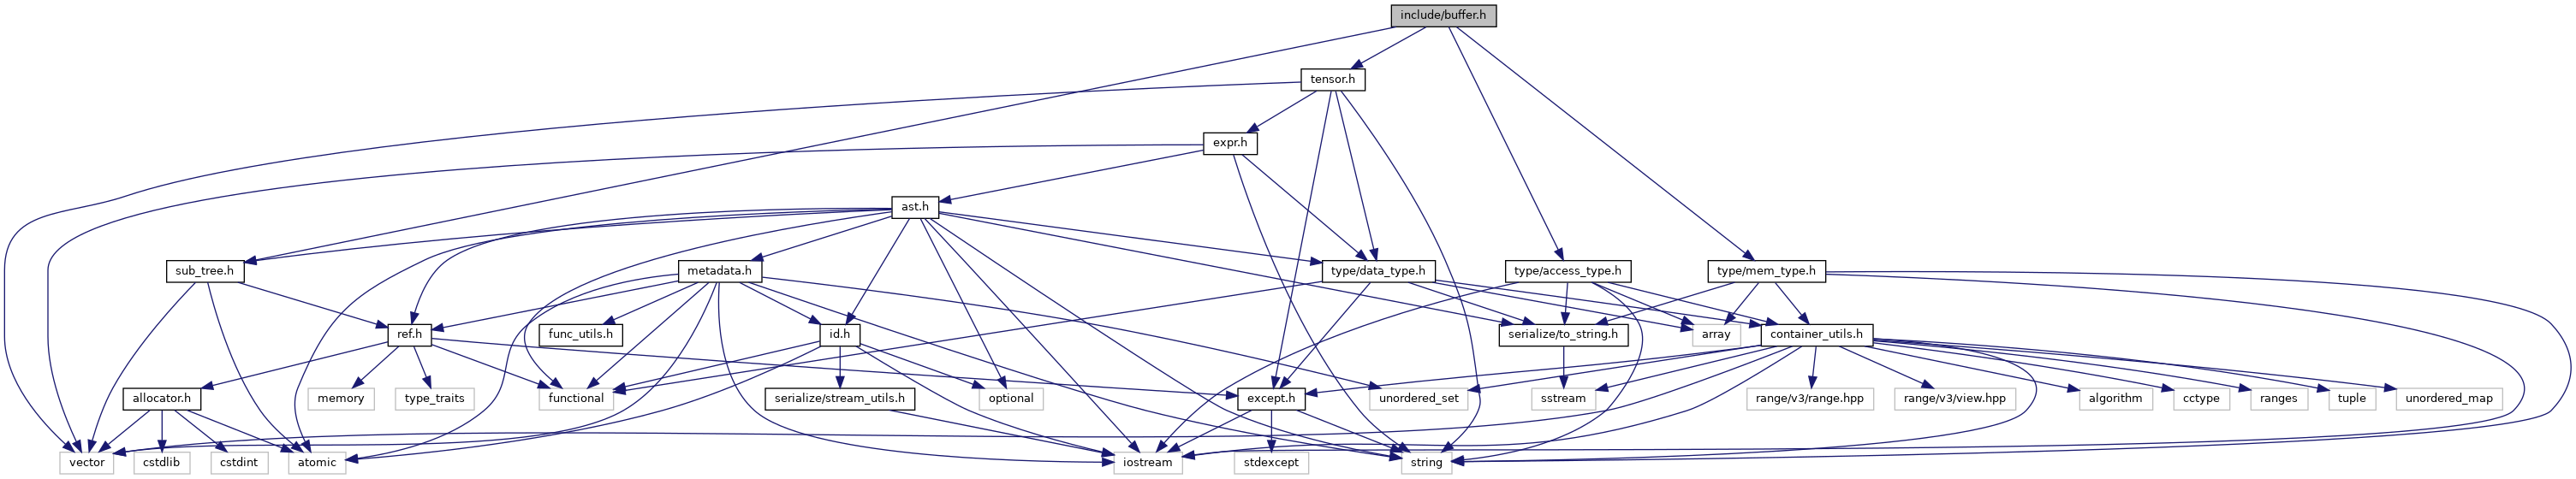 include/buffer.h
tensor.h
expr.h
ast.h
sub_tree.h
metadata.h
type/data_type.h
type/access_type.h
type/mem_type.h
ref.h
func_utils.h
id.h
serialize/to_string.h
array
container_utils.h
allocator.h
memory
type_traits
functional
serialize/stream_utils.h
optional
except.h
unordered_set
sstream
range/v3/range.hpp
range/v3/view.hpp
algorithm
cctype
ranges
tuple
unordered_map
vector
cstdlib
cstdint
atomic
iostream
stdexcept
string